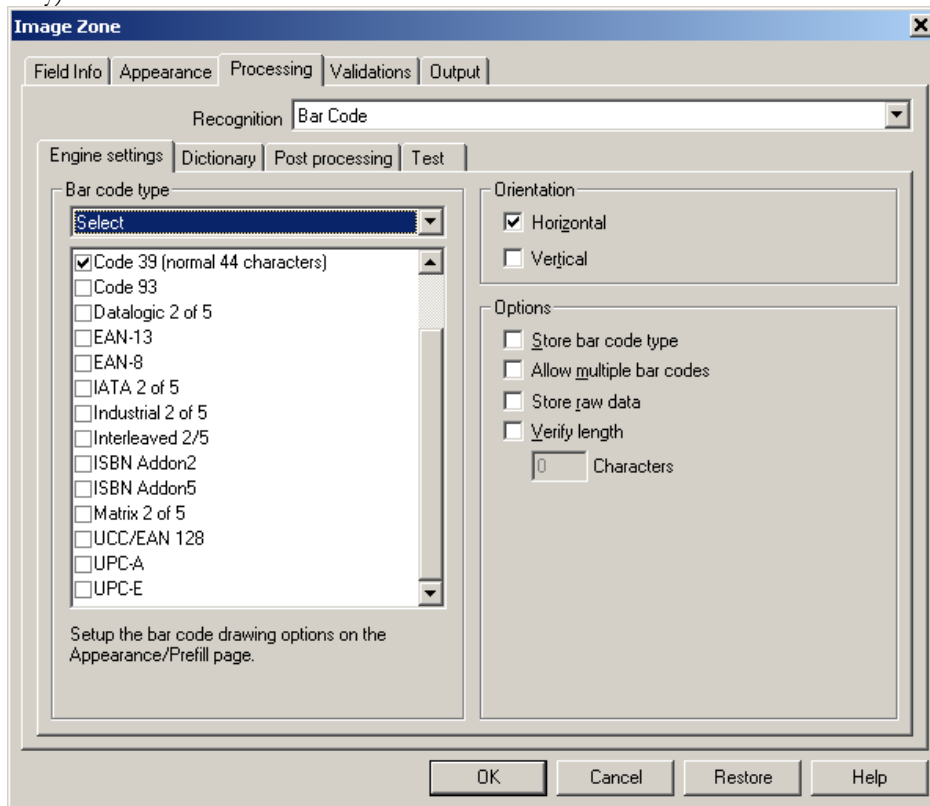 Image Zone
Field Info Appearance Processing Validations Output
Recognition Bar Code
Engine settings Dictionary Post processing Test
Bar code type
Select
Code 39 (normal 44 characters)
Code 93
Datalogic 2 of 5
EAN-13
EAN-8
IATA 2 of 5
Industrial 2 of 5
Interleaved 2/5
ISBN Addon2
ISBN Addon5
Matrix 2 of 5
UCC/EAN 128
UPC-A
UPC-E
Setup the bar code drawing options on the
Appearance/Prefill page.
Orientation
Horizontal
Vertical
Options
Store bar code type
Allow multiple bar codes
Store raw data
Verify length
0 Characters
OK Cancel Restore Help